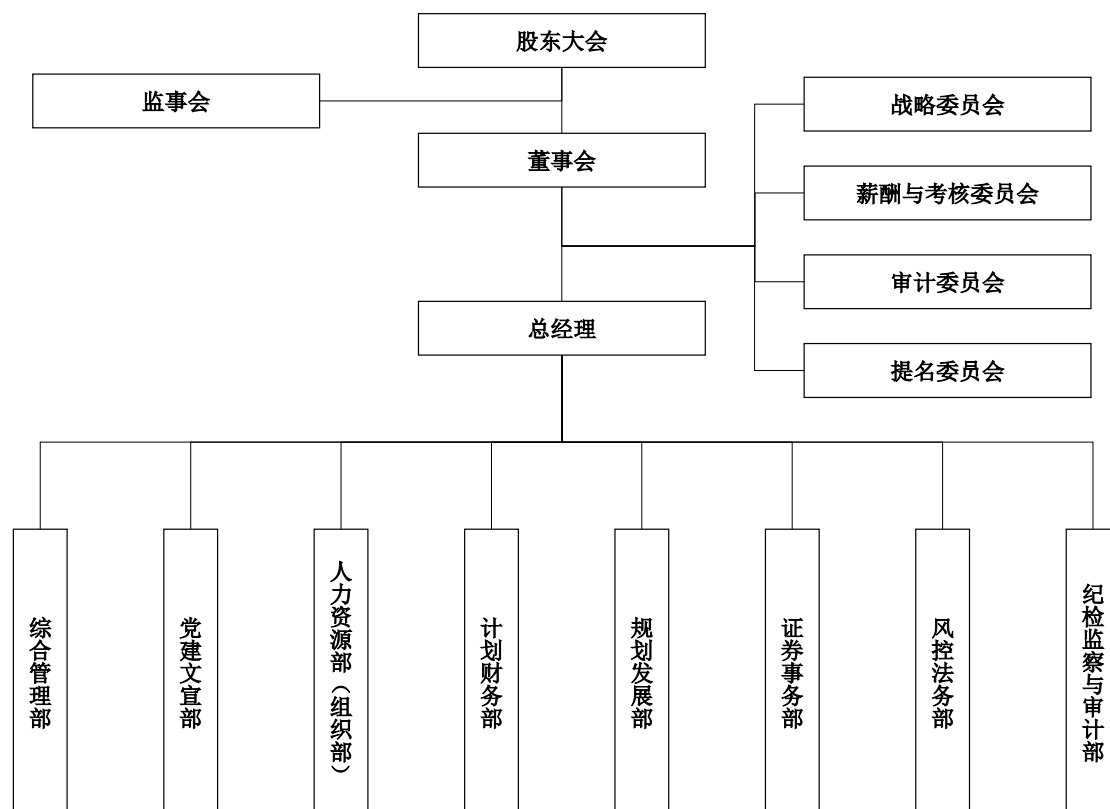 股东大会
监事会
战略委员会
董事会
薪酬与考核委员会
审计委员会
总经理
提名委员会
综合管理部
党建文宣部
人力资源部（组织部）
计划财务部
规划发展部
证券事务部
风控法务部
纪检监察与审计部